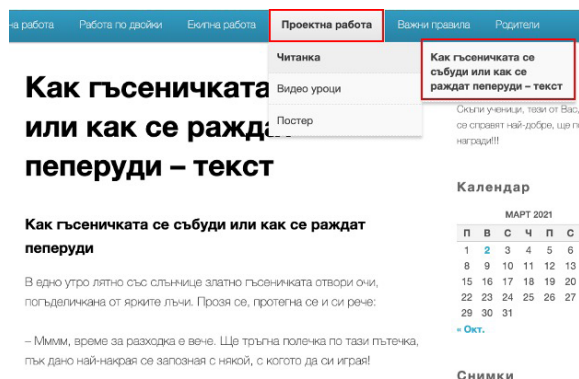 на работа Работа по двойки Екипна работа Проектна работа Важни правила Родители
Читанка
Видео уроци
Постер
Как гъсеничката се
събуди или как се
раждат пеперуди – текст
Как гъсеничката
или как се ражда
пеперуди – текст
Как гъсеничката се събуди или как се раждат
пеперуди
В едно утро лятно със слънчице златно гъсеничката отвори очи,
погъделичкана от ярките лъчи. Прозя се, протегна се и си рече:
– Мммм, време за разходка е вече. Ще тръгна полечка по тази пътечка,
пък дано най-накрая се запозная с някой, с когото да си играя!
Скъпи ученици, тези от Вас,
се справят най-добре, ще п
награди!!!
Календар
МАРТ 2021
П В С Ч П С
1 2 3 4 5 6
8 9 10 11 12 13
15 16 17 18 19 20
22 23 24 25 26 27
29 30 31
« Окт.
Снимки